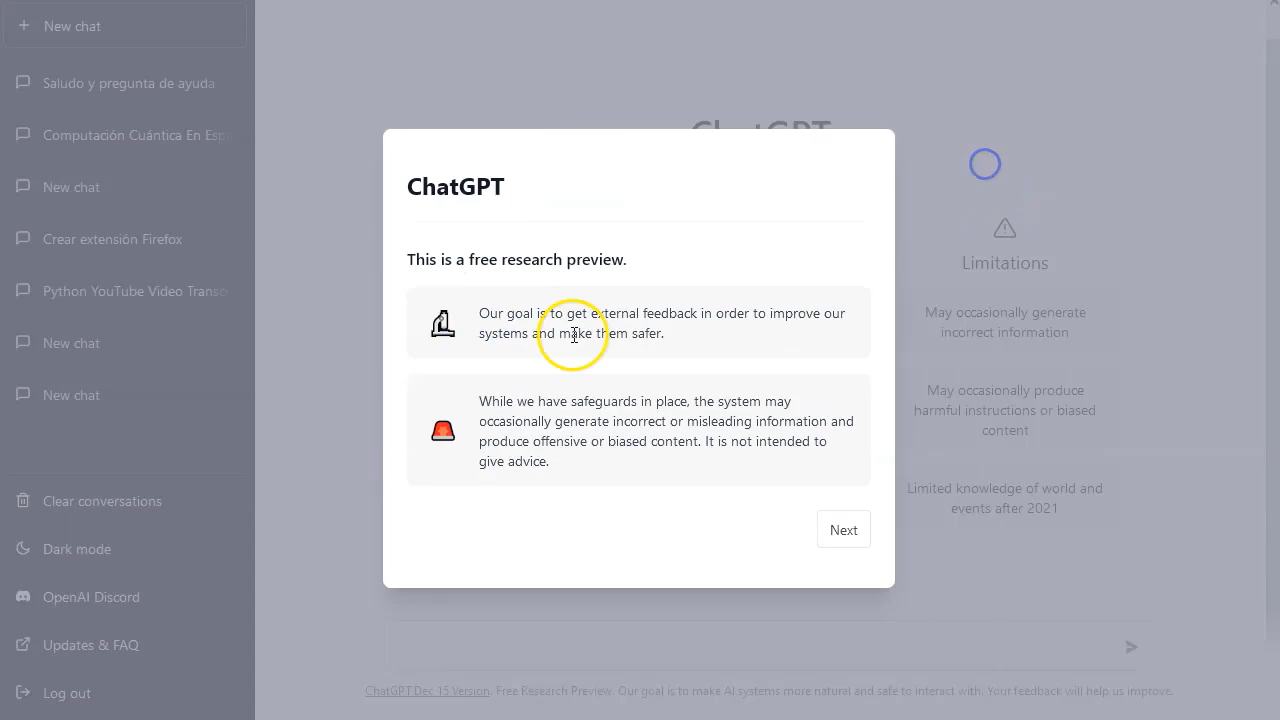 New chat
Saludo y pregunta de ayuda
Computación Cuántica En Esp
New chat
Crear extensión Firefox
Python YouTube Video Transc
New chat
New chat
Clear conversations
Dark mode
OpenAI Discord
Updates & FAQ
Log out
ChatGPT
ChatGPT
This is a free research preview.
Our goal is to get external feedback in order to improve our
systems and make them safer.
While we have safeguards in place, the system may
occasionally generate incorrect or misleading information and
produce offensive or biased content. It is not intended to
give advice.
Next
Limitations
May occasionally generate
incorrect information
May occasionally produce
harmful instructions or biased
content
Limited knowledge of world and
events after 2021
ChatGPT Dec 15 Version. Free Research Preview. Our goal is to make AI systems more natural and safe to interact with. Your feedback will help us improve.